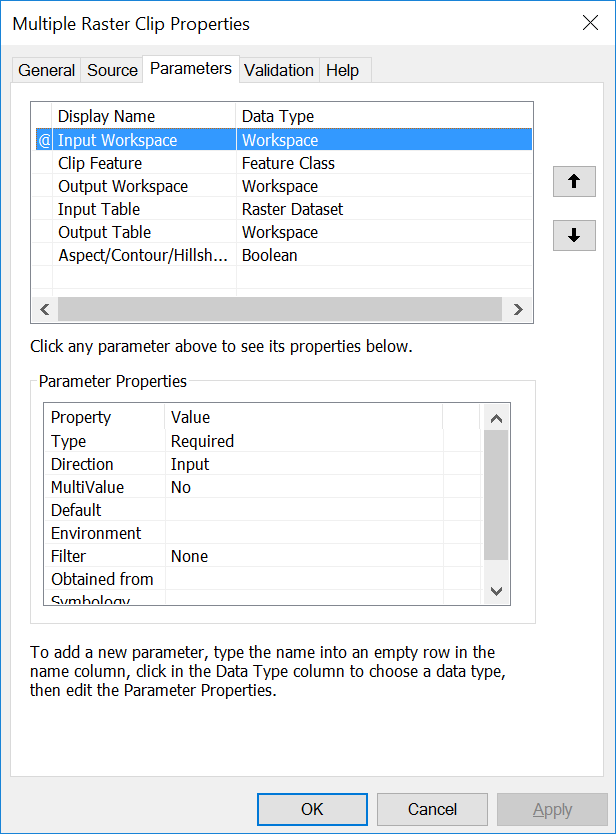 Multiple Raster Clip Properties
General Source Parameters Validation Help
Display Name Data Type
@ Input Workspace Workspace
Clip Feature Feature Class
Output Workspace Workspace
Input Table Raster Dataset
Output Table Workspace
Aspect/Contour/Hillsh... Boolean
Click any parameter above to see its properties below.
Parameter Properties
Property Value
Type Required
Direction Input
MultiValue No
Default
Environment
Filter None
Obtained from
Symbology
To add a new parameter, type the name into an empty row in the
name column, click in the Data Type column to choose a data type,
then edit the Parameter Properties.
OK Cancel Apply